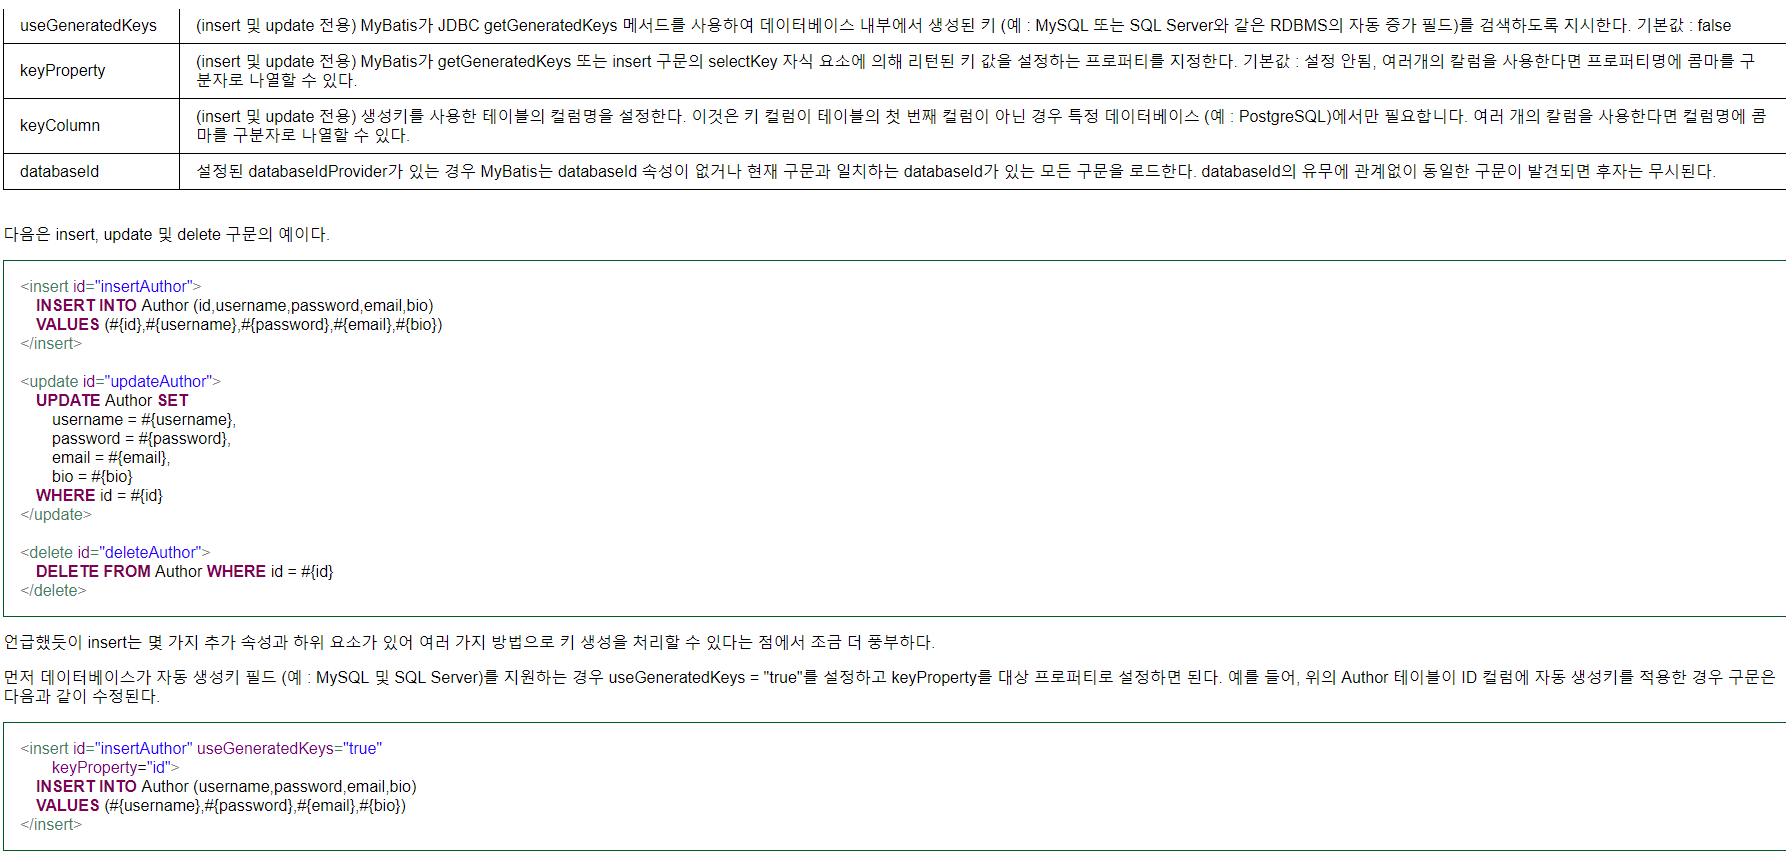 useGeneratedKeys (insert 및 update 전용) MyBatis가 JDBC getGeneratedKeys 메서드를 사용하여 데이터베이스 내부에서 생성된 키 (예 : MySQL 또는 SQL Server와 같은 RDBMS의 자동 증가 필드)를 검색하도록 지시한다. 기본값 : false
keyProperty (insert 및 update 전용) MyBatis가 getGeneratedKeys 또는 insert 구문의 selectKey 자식 요소에 의해 리턴된 키 값을 설정하는 프로퍼티를 지정한다. 기본값 : 설정 안됨, 여러개의 칼럼을 사용한다면 프로퍼티명에 콤마를 구
분자로 나열할 수 있다.
keyColumn (insert 및 update 전용) 생성키를 사용한 테이블의 컬럼명을 설정한다. 이것은 키 컬럼이 테이블의 첫 번째 컬럼이 아닌 경우 특정 데이터베이스 (예 : PostgreSQL)에서만 필요합니다. 여러 개의 칼럼을 사용한다면 컬럼명에 콤
마를 구분자로 나열할 수 있다.
databaseId 설정된 databaseIdProvider가 있는 경우 MyBatis는 databaseId 속성이 없거나 현재 구문과 일치하는 databaseId가 있는 모든 구문을 로드한다. databaseId의 유무에 관계없이 동일한 구문이 발견되면 후자는 무시된다.
다음은 insert, update 및 delete 구문의 예이다.
<insert id="insertAuthor">
INSERT INTO Author (id,username,password,email,bio)
VALUES (#{id},#{username},#{password},#{email},#{bio})
</insert>
<update id="updateAuthor">
UPDATE Author SET
username = #{username},
password = #{password},
email = #{email},
bio = #{bio}
WHERE id = #{id}
</update>
<delete id="deleteAuthor">
DELETE FROM Author WHERE id = #{id}
</delete>
언급했듯이 insert는 몇 가지 추가 속성과 하위 요소가 있어 여러 가지 방법으로 키 생성을 처리할 수 있다는 점에서 조금 더 풍부하다.
먼저 데이터베이스가 자동 생성키 필드 (예 : MySQL 및 SQL Server)를 지원하는 경우 useGeneratedKeys = "true"를 설정하고 keyProperty를 대상 프로퍼티로 설정하면 된다. 예를 들어, 위의 Author 테이블이 ID 컬럼에 자동 생성키를 적용한 경우 구문은
다음과 같이 수정된다.
<insert id="insertAuthor" useGeneratedKeys="true"
keyProperty="id">
INSERT INTO Author (username,password,email,bio)
VALUES (#{username},#{password},#{email},#{bio})
</insert>